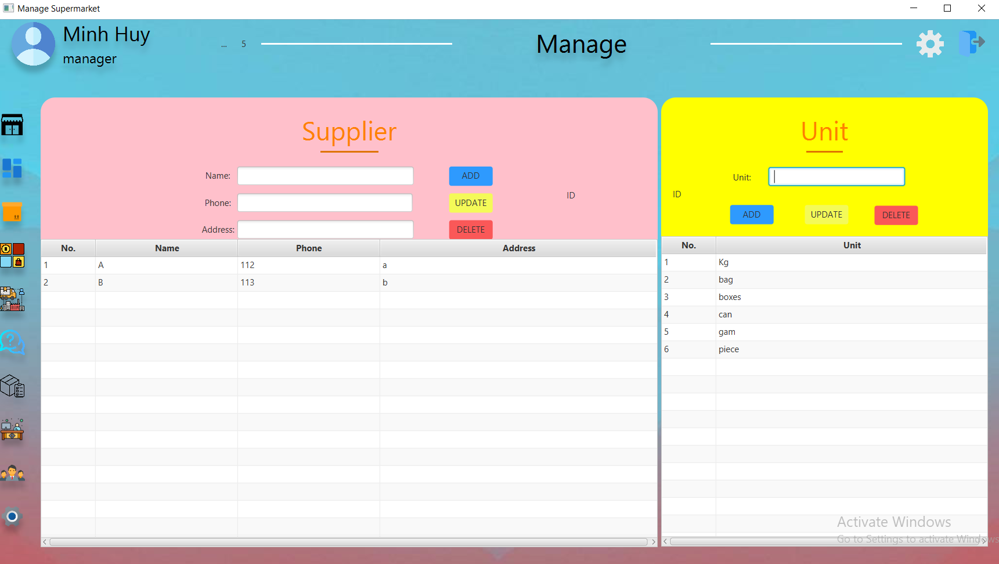 Manage Supermarket
Minh Huy
manager
... 5
Manage
Supplier
Name:
ADD
Phone:
UPDATE
ID
Address:
DELETE
No. Name Phone Address
1 A 112 a
2 B 113 b
Unit
Unit:
ID
ADD UPDATE DELETE
No. Unit
1 Kg
2 bag
3 boxes
4 can
5 gam
6 piece
Activate Windows
Go to Settings to activate Windows